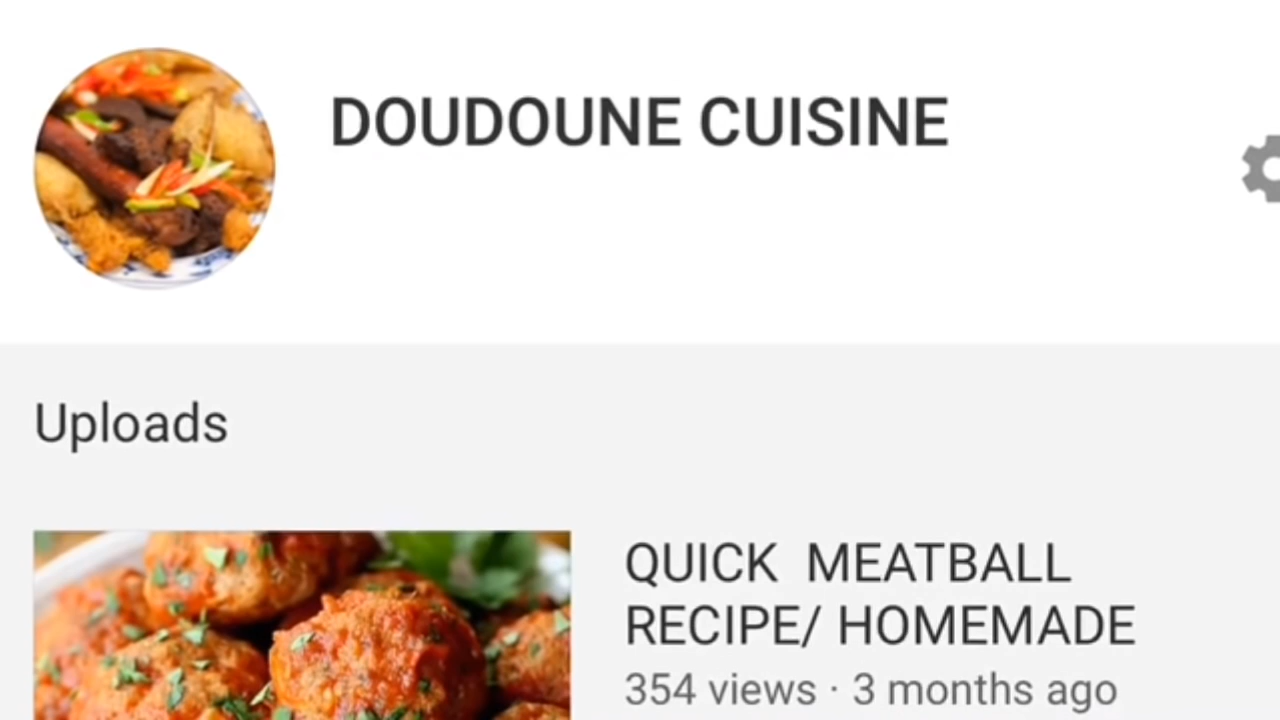 DOUDOUNE CUISINE
Uploads
QUICK MEATBALL
RECIPE/ HOMEMADE
354 views · 3 months ago